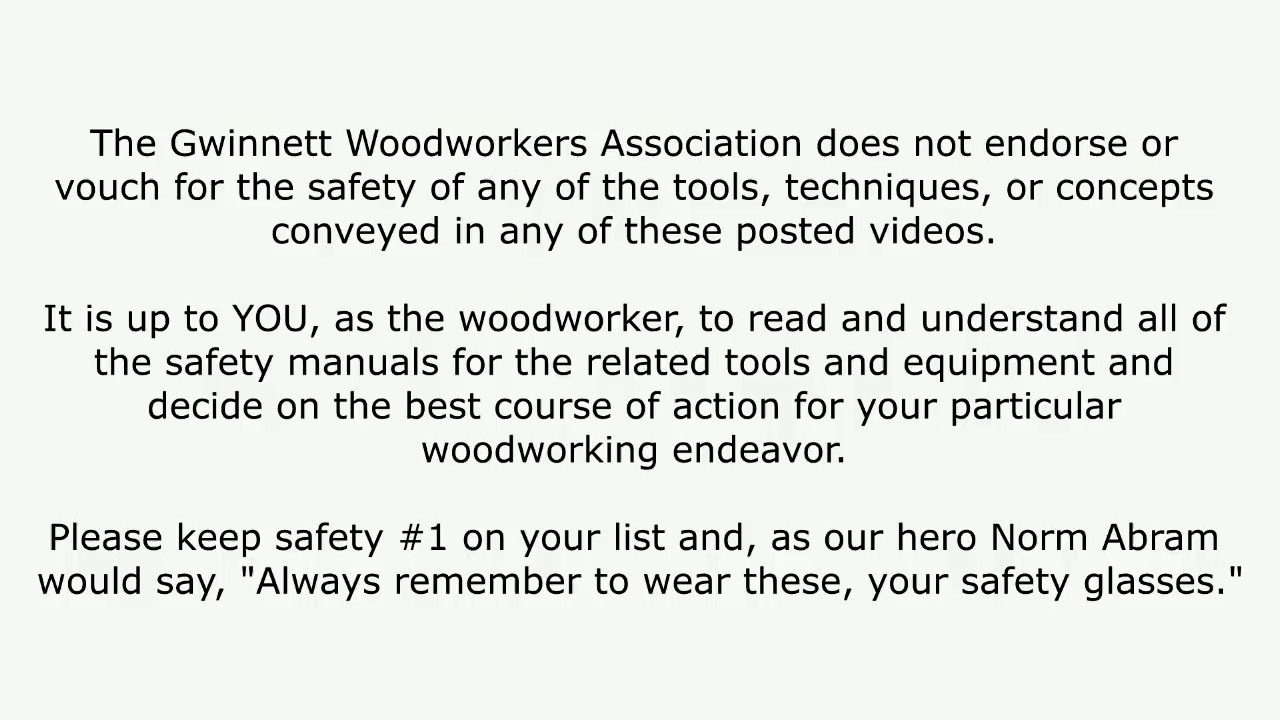 The Gwinnett Woodworkers Association does not endorse or
vouch for the safety of any of the tools, techniques, or concepts
conveyed in any of these posted videos.
It is up to YOU, as the woodworker, to read and understand all of
the safety manuals for the related tools and equipment and
decide on the best course of action for your particular
woodworking endeavor.
Please keep safety #1 on your list and, as our hero Norm Abram
would say, "Always remember to wear these, your safety glasses."